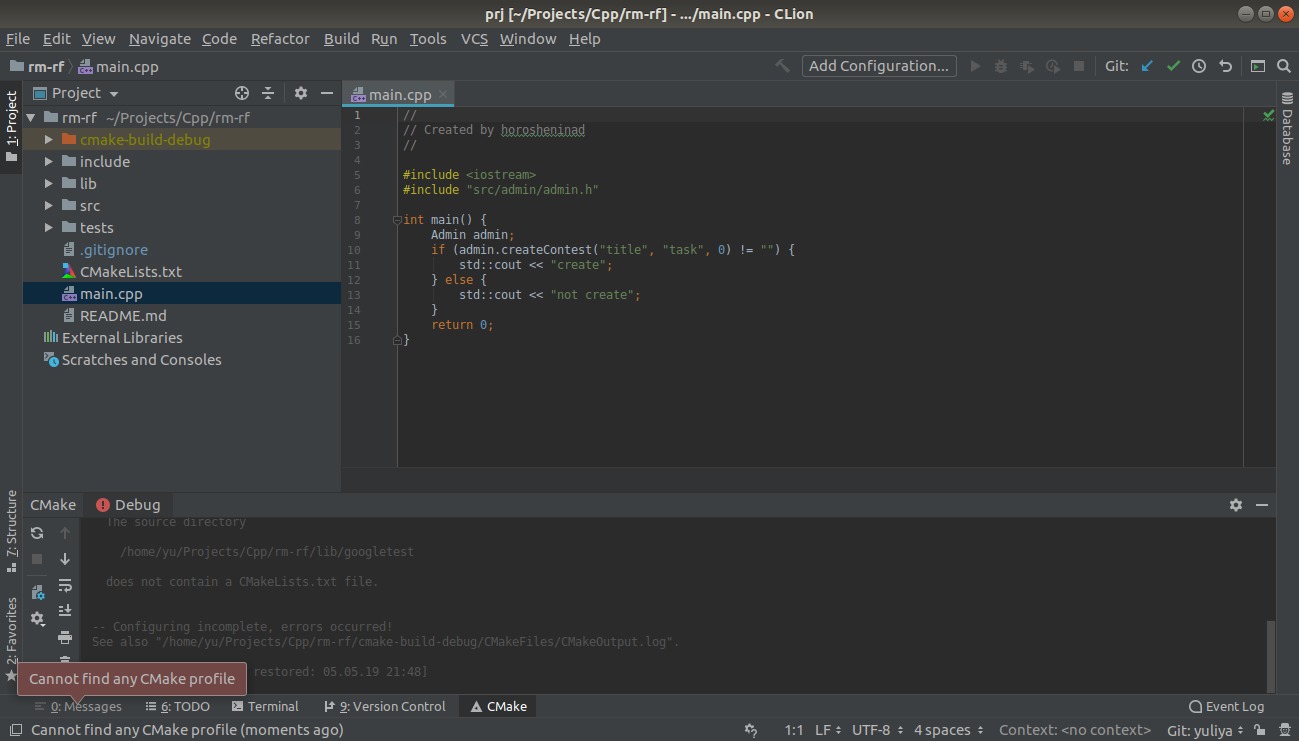 prj [~/Projects/Cpp/rm-rf] - .../main.cpp - CLion
File Edit View Navigate Code Refactor Build Run Tools VCS Window Help
rm-rf main.cpp Add Configuration... Git:
1: Project
Project
rm-rf ~/Projects/Cpp/rm-rf
cmake-build-debug
include
lib
src
tests
.gitignore
CMakeLists.txt
main.cpp
README.md
External Libraries
Scratches and Consoles
main.cpp
1 //
2 // Created by horosheninad
3 //
4
5 #include <iostream>
6 #include "src/admin/admin.h"
7
8 int main() {
9 Admin admin;
10 if (admin.createContest("title", "task", 0) != "") {
11 std::cout << "create";
12 } else {
13 std::cout << "not create";
14 }
15 return 0;
16 }
Database
7: Structure
2: Favorites
CMake Debug
The source directory
/home/yu/Projects/Cpp/rm-rf/lib/googletest
does not contain a CMakeLists.txt file.
-- Configuring incomplete, errors occurred!
See also "/home/yu/Projects/Cpp/rm-rf/cmake-build-debug/CMakeFiles/CMakeOutput.log".
restored: 05.05.19 21:48]
Cannot find any CMake profile
0: Messages 6: TODO Terminal 9: Version Control CMake Event Log
Cannot find any CMake profile (moments ago) 1:1 LF UTF-8 4 spaces Context: <no context> Git: yuliya